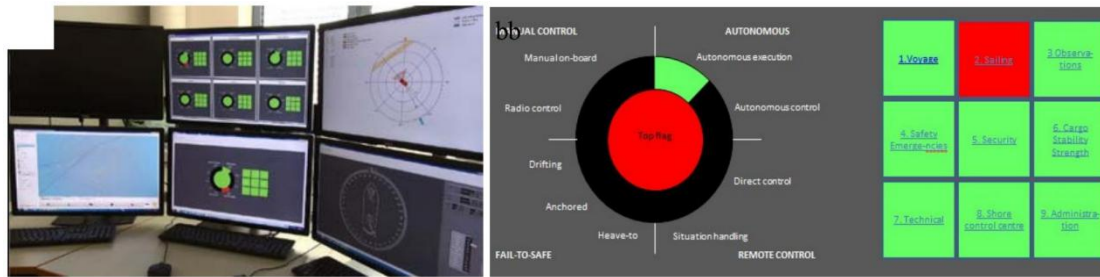 bb
UAL CONTROL
AUTONOMOUS
Manual on-board
Autonomous execution
Radio control
Autonomous control
Top flag
Drifting
Direct control
Anchored
Heave-to
Situation handling
FAIL-TO-SAFE
REMOTE CONTROL
1.Voyage
2. Sailing
3 Observa-
tions
4. Safety
Emerge-ncies
5. Security
6. Cargo
Stability
Strength
7. Technical
8. Shore
control centre
9. Administra-
tion